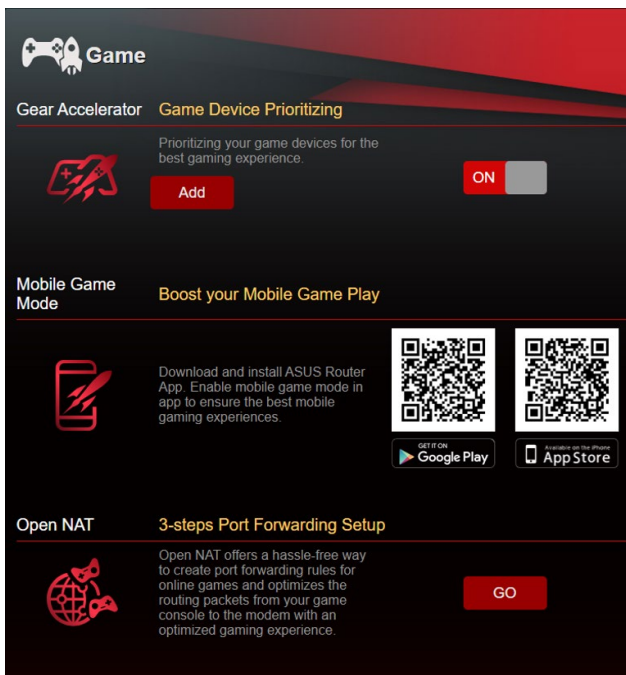 Game
Gear Accelerator
Game Device Prioritizing
Prioritizing your game devices for the
best gaming experience.
Add
ON
Mobile Game
Mode
Boost your Mobile Game Play
Download and install ASUS Router
App. Enable mobile game mode in
app to ensure the best mobile
gaming experiences.
GET IT ON
Google Play
Available on the iPhone
App Store
Open NAT
3-steps Port Forwarding Setup
Open NAT offers a hassle-free way
to create port forwarding rules for
online games and optimizes the
routing packets from your game
console to the modem with an
optimized gaming experience.
GO